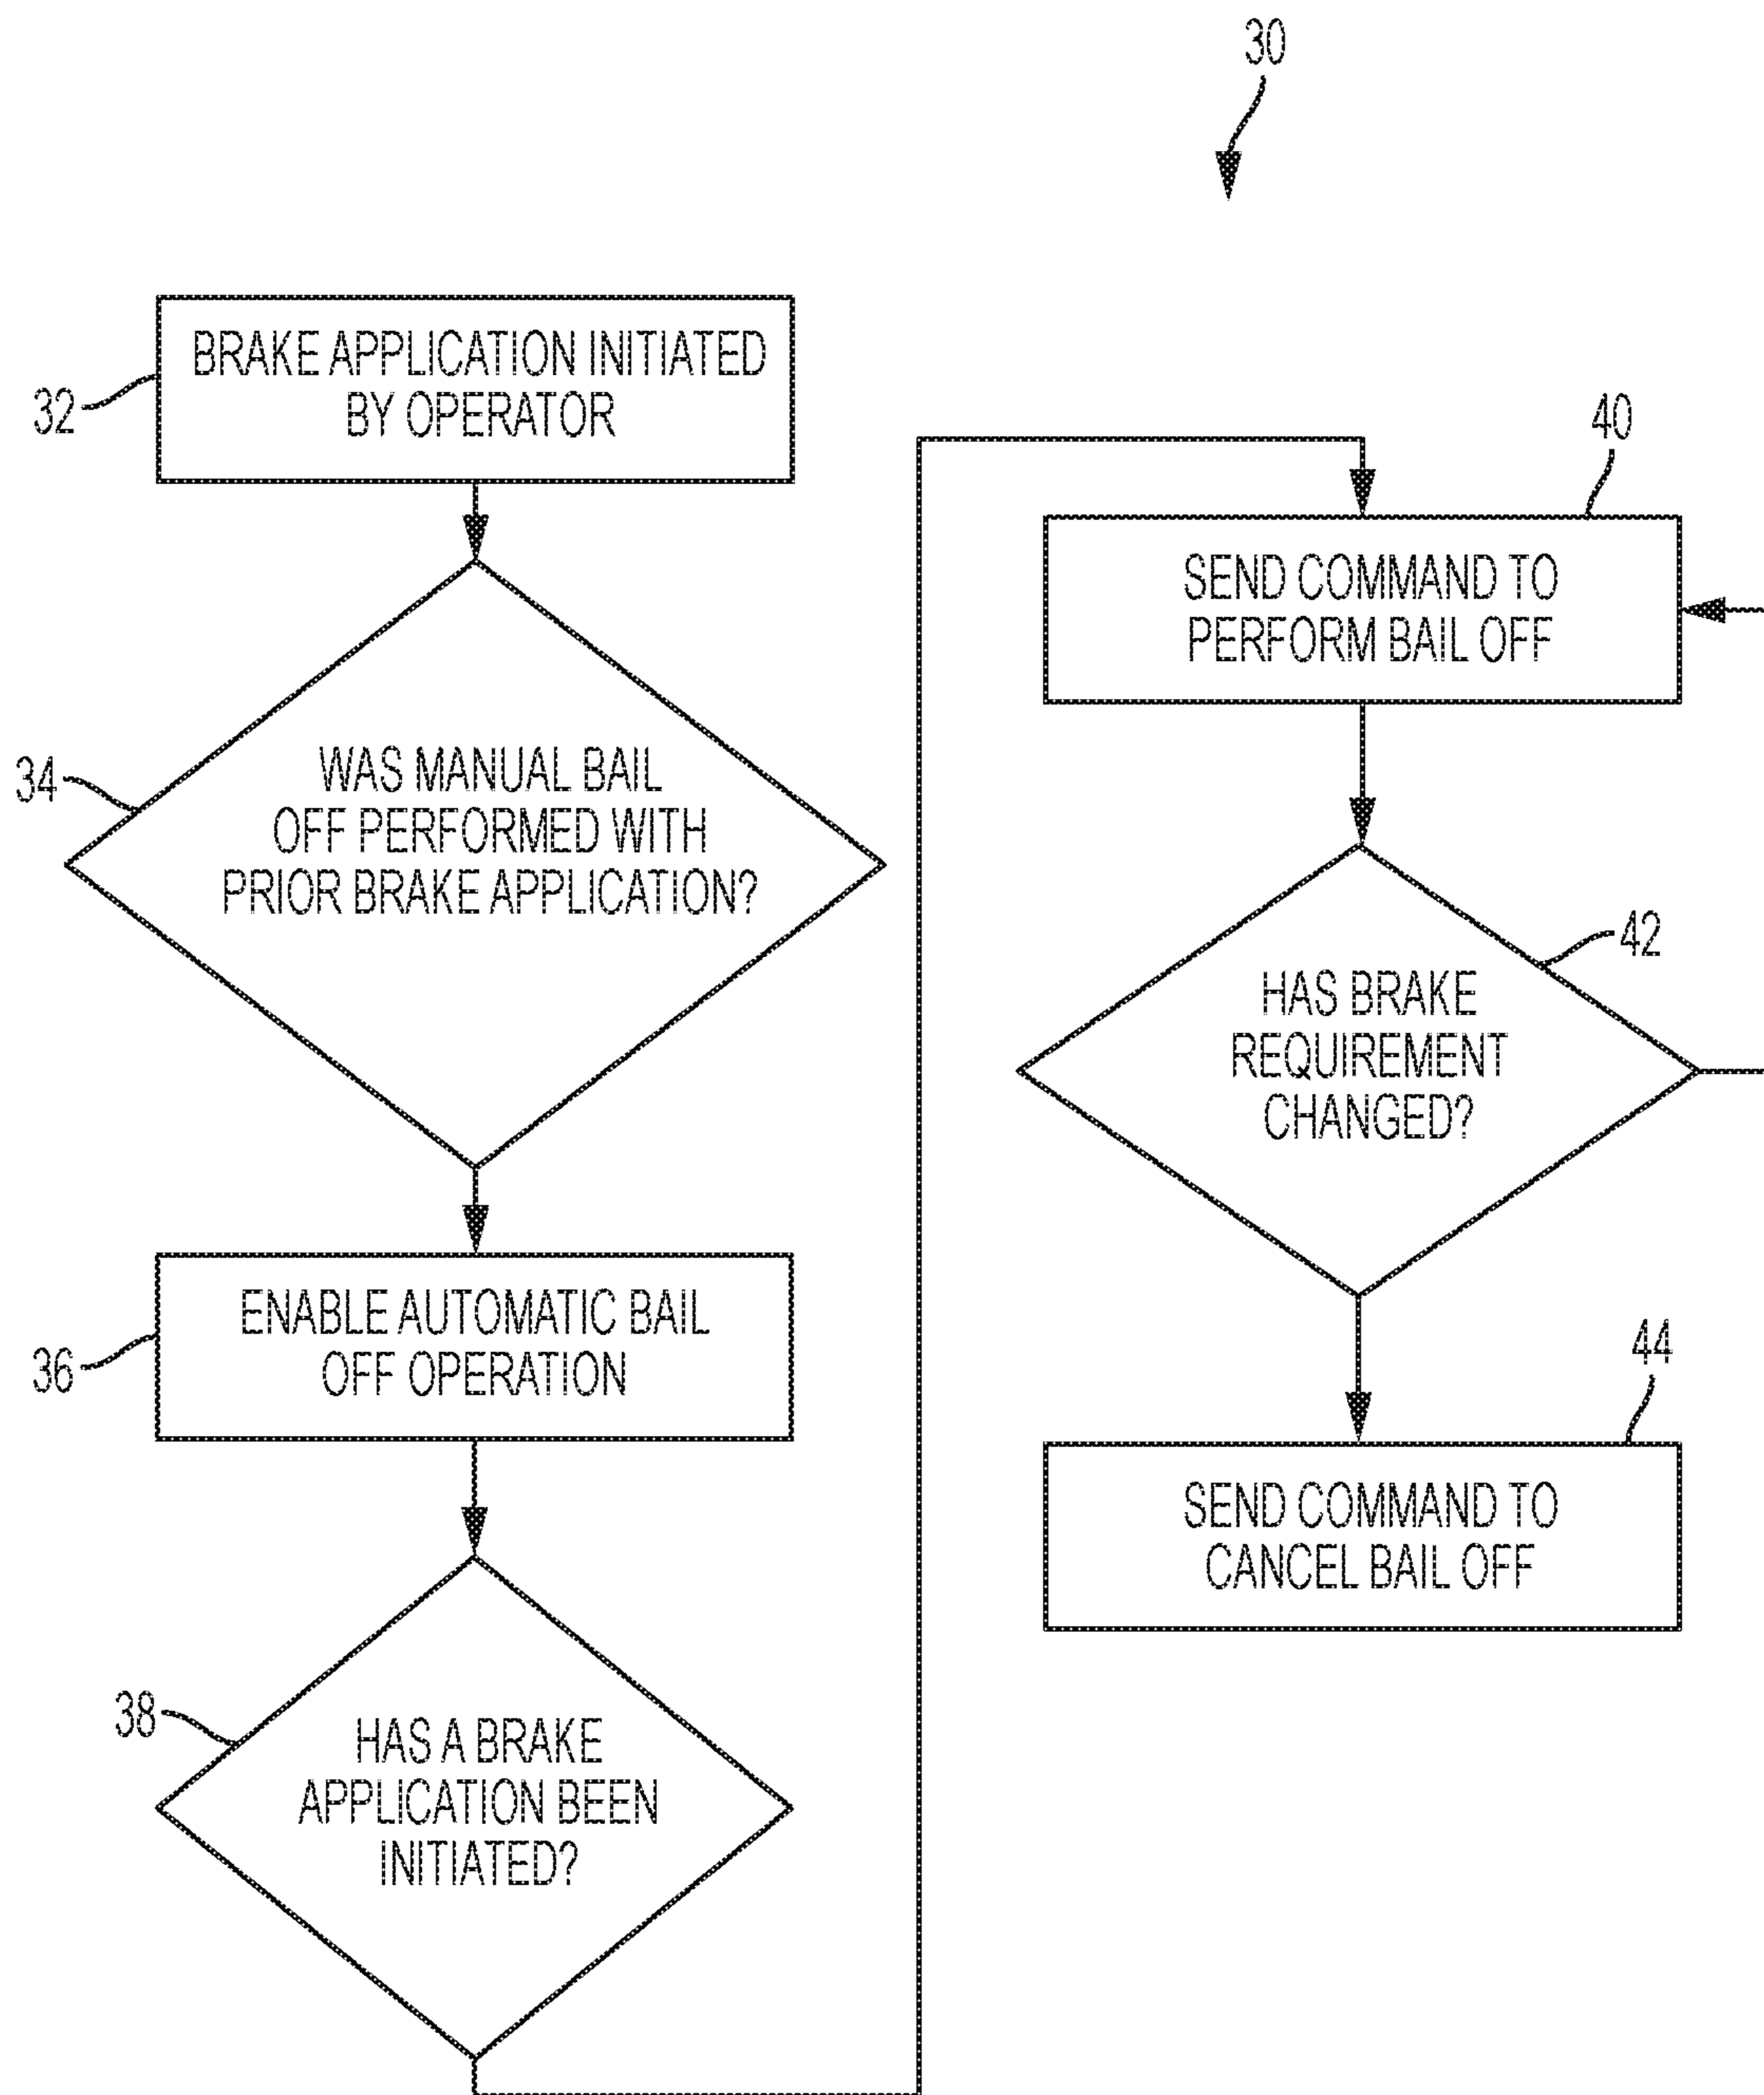 30
BRAKE APPLICATION INITIATED
BY OPERATOR
32
WAS MANUAL BAIL
OFF PERFORMED WITH
PRIOR BRAKE APPLICATION?
34
ENABLE AUTOMATIC BAIL
OFF OPERATION
36
HAS A BRAKE
APPLICATION BEEN
INITIATED?
38
40
SEND COMMAND TO
PERFORM BAIL OFF
42
HAS BRAKE
REQUIREMENT
CHANGED?
44
SEND COMMAND TO
CANCEL BAIL OFF